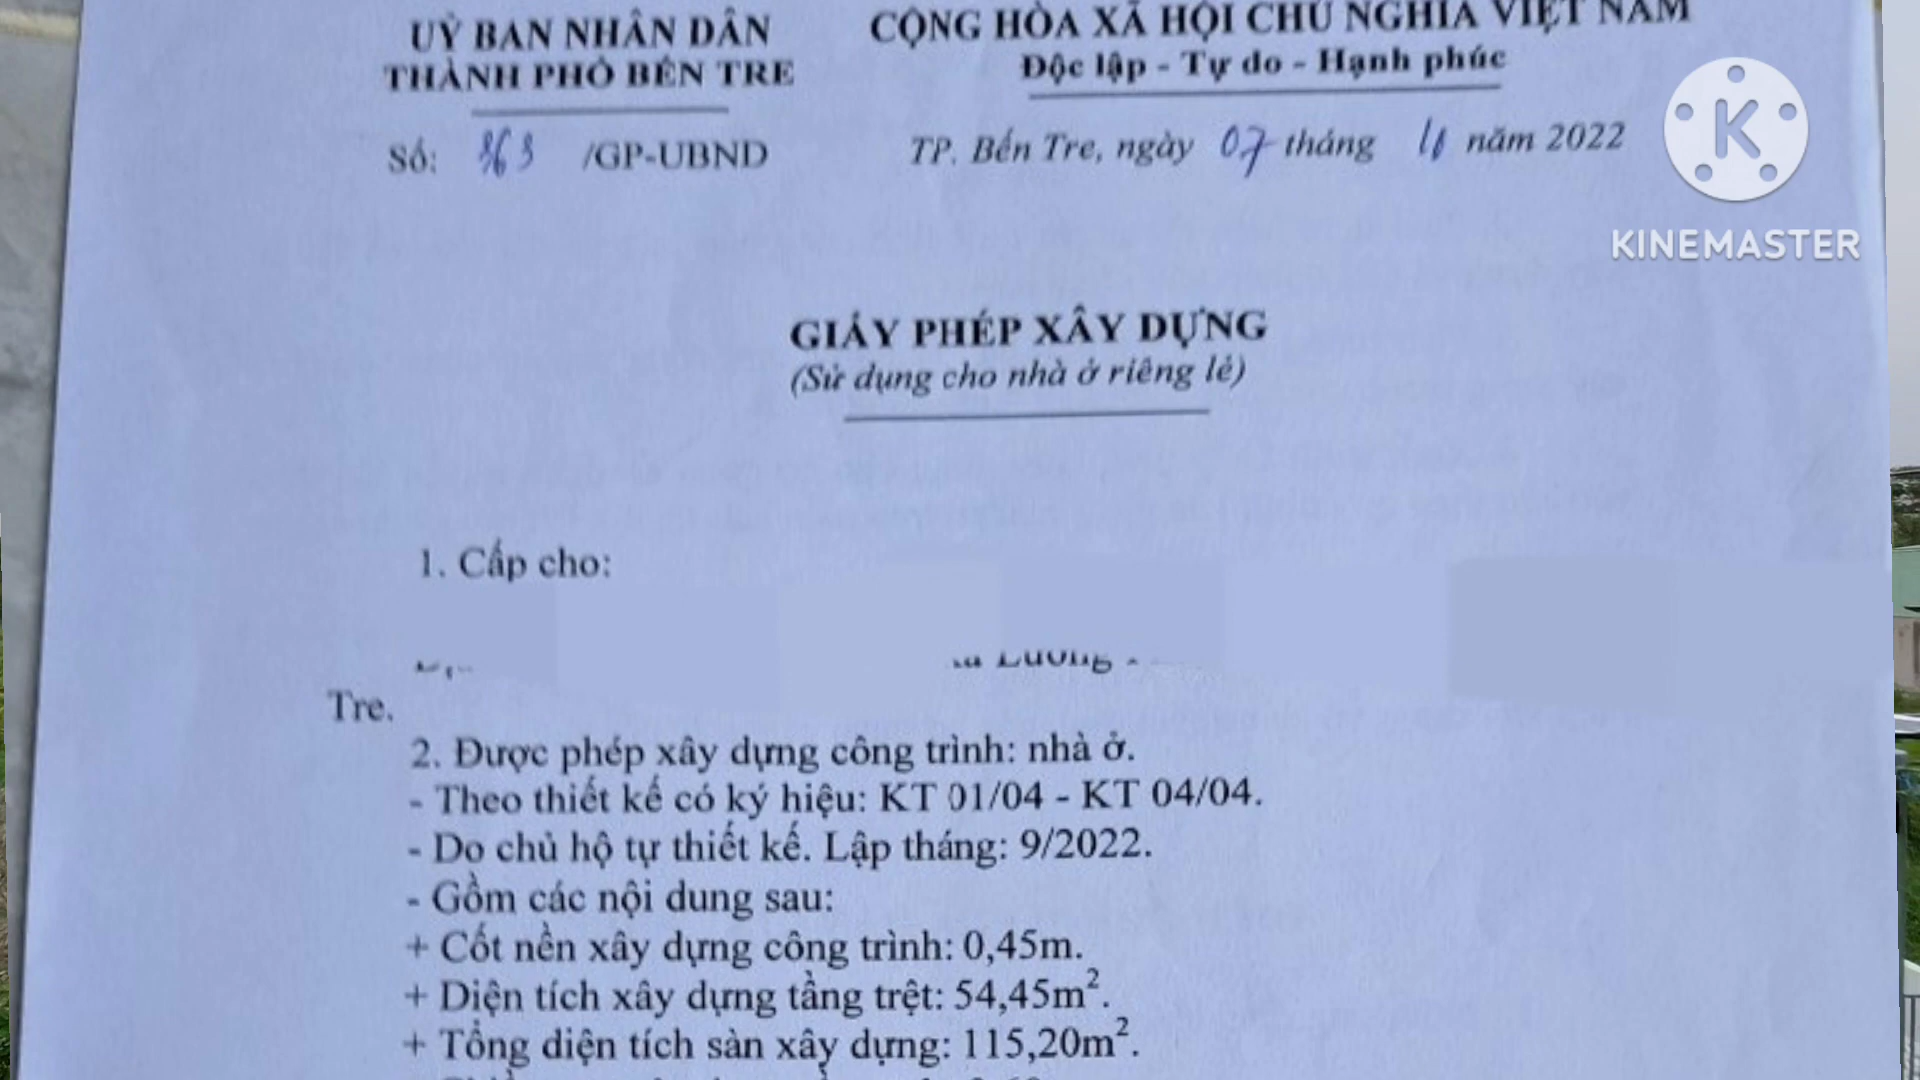 UỶ BAN NHÂN DÂN
THÀNH PHỐ BẾN TRE
CỘNG HÒA XÃ HỘI CHỦ NGHĨA VIỆT NAM
Độc lập - Tự do - Hạnh phúc
Số: 363 /GP-UBND
TP. Bến Tre, ngày 07 tháng 11 năm 2022
KINEMASTER
GIẤY PHÉP XÂY DỰNG
(Sử dụng cho nhà ở riêng lẻ)
1. Cấp cho:
Tre.
2. Được phép xây dựng công trình: nhà ở.
- Theo thiết kế có ký hiệu: KT 01/04 - KT 04/04.
- Do chủ hộ tự thiết kế. Lập tháng: 9/2022.
- Gồm các nội dung sau:
+ Cốt nền xây dựng công trình: 0,45m.
+ Diện tích xây dựng tầng trệt: 54,45m².
+ Tổng diện tích sàn xây dựng: 115,20m².